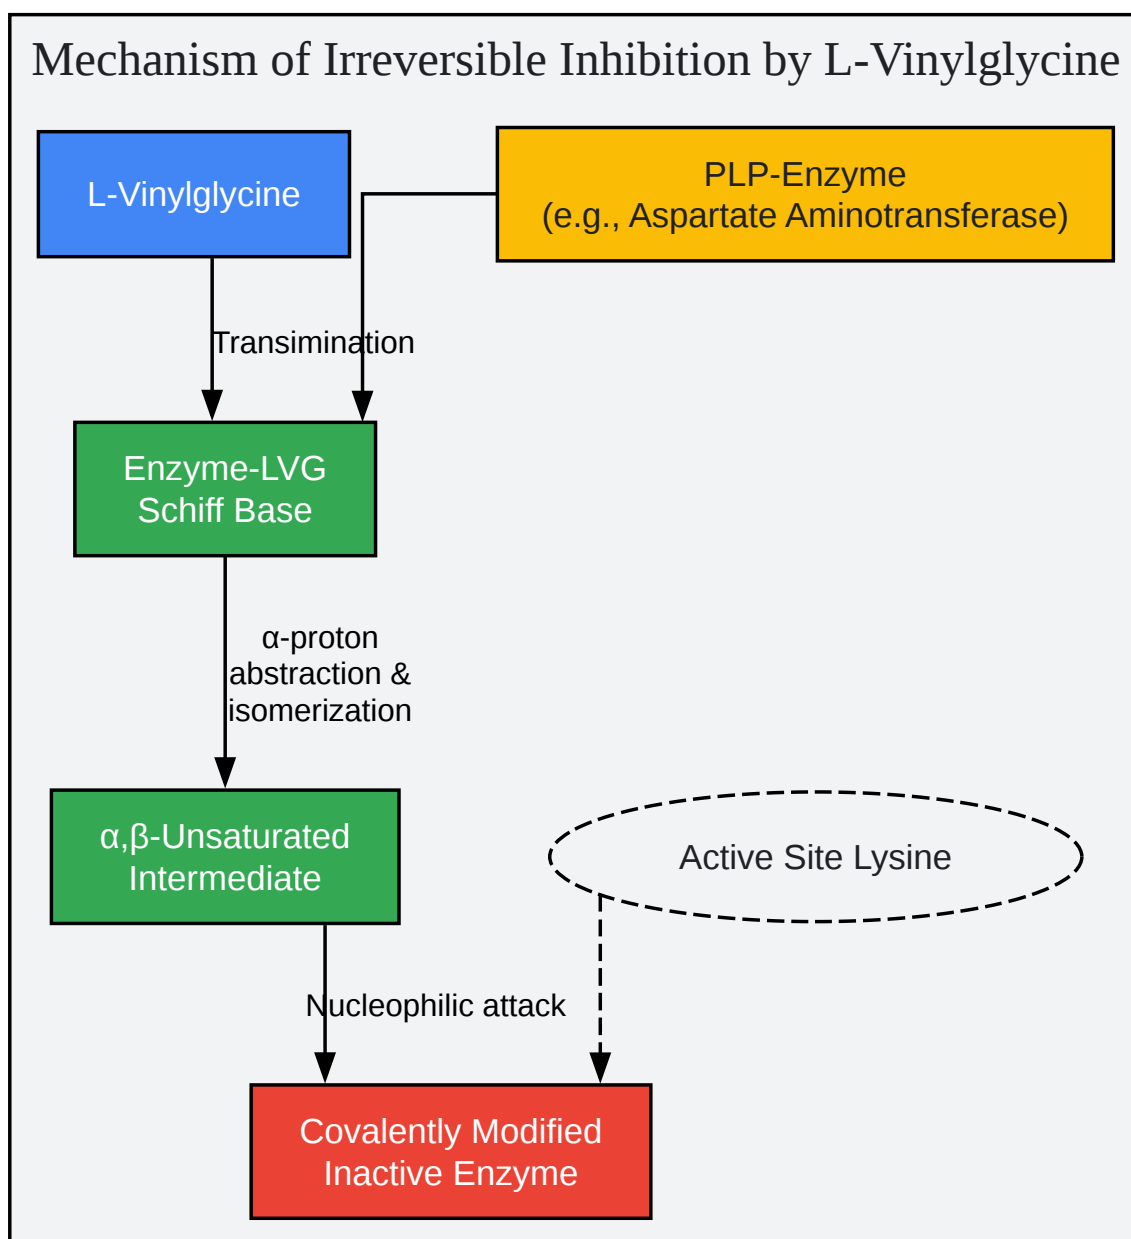 Mechanism of Irreversible Inhibition by L-Vinylglycine
L-Vinylglycine
PLP-Enzyme
(e.g., Aspartate Aminotransferase)
Transimination
Enzyme-LVG
Schiff Base
α-proton
abstraction &
isomerization
α,β-Unsaturated
Intermediate
Active Site Lysine
Nucleophilic attack
Covalently Modified
Inactive Enzyme